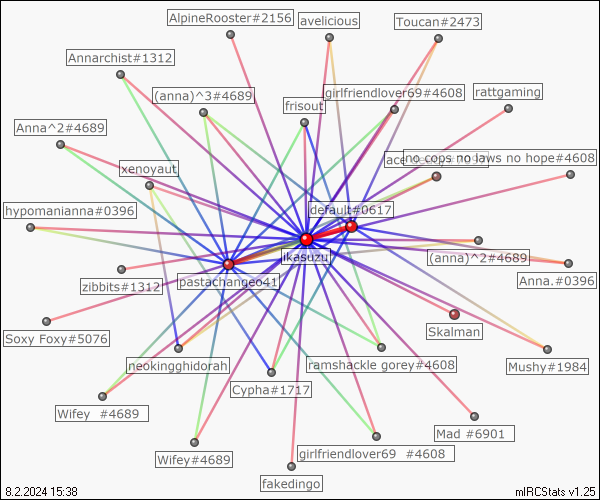 AlpineRooster#2156
avelicious
Toucan#2473
Annarchist#1312
(anna)^3#4689
girlfriendlover69#4608
rattgaming
frisout
Anna^2#4689
xenoyaut
ace
no cops no laws no hope#4608
hypomanianna#0396
default#0617
ikasuzu
(anna)^2#4689
Anna.#0396
zibbits#1312
pastachangeo41
Soxy Foxy#5076
Skalman
neokingghidorah
ramshackle gorey#4608
Mushy#1984
Cypha#1717
Wifey #4689
Mad #6901
Wifey#4689
girlfriendlover69 #4608
fakedingo
8.2.2024 15:38
mIRCStats v1.25